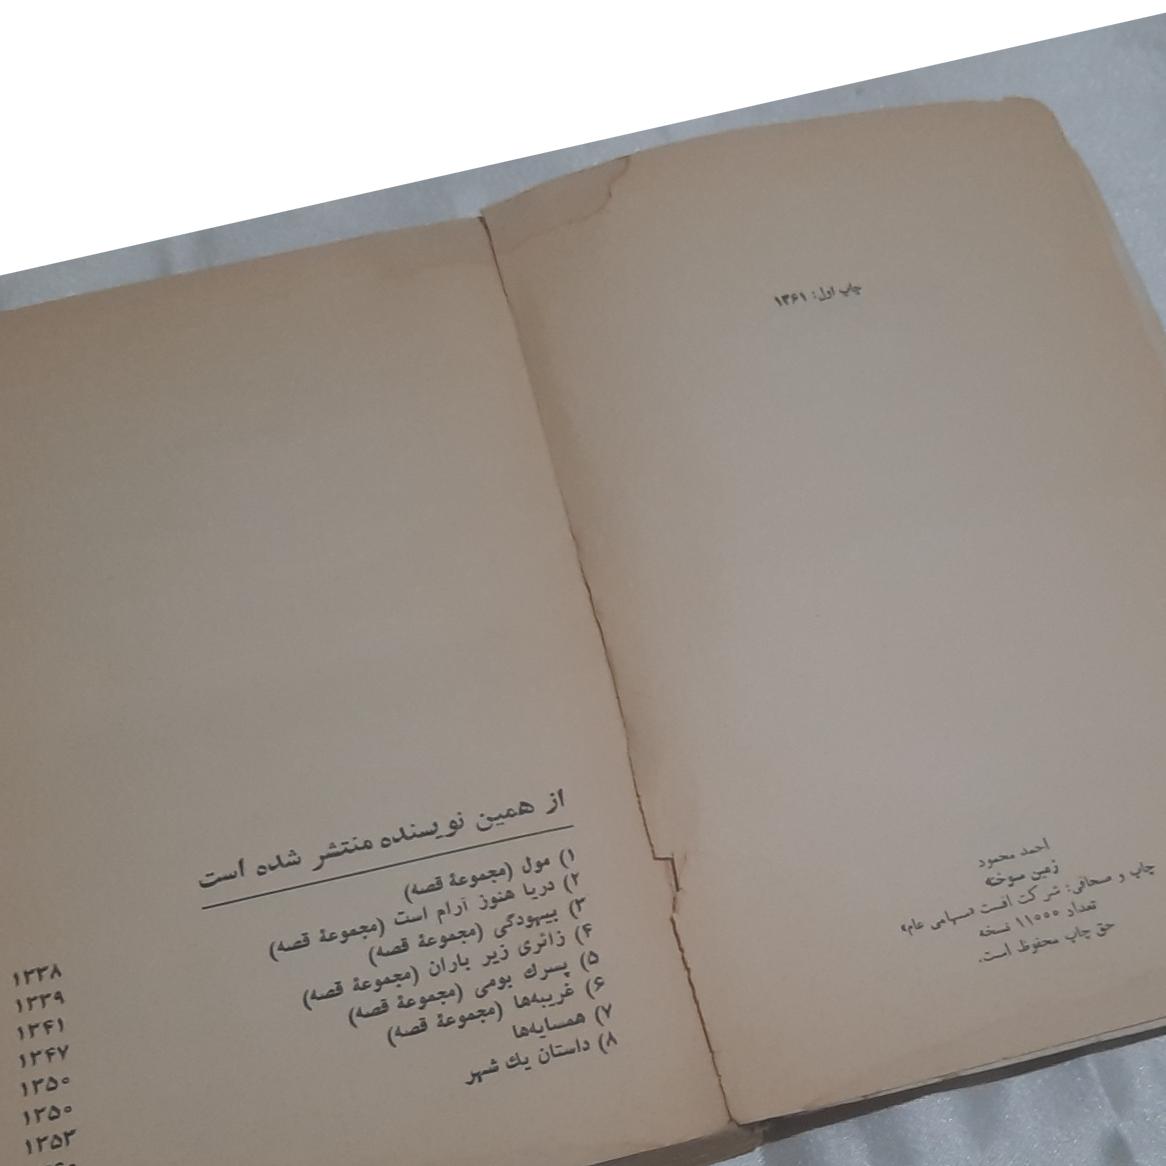 چاپ اول: ۱۳۶۱
احمد محمود
زمین سوخته
چاپ و صحافی: شرکت افست «سهامی عام»
تعداد ۱۱۰۰۰ نسخه
حق چاپ محفوظ است.
از همین نویسنده منتشر شده است
۱) مول (مجموعهٔ قصه) ۱۳۳۸
۲) دریا هنوز آرام است (مجموعهٔ قصه) ۱۳۳۹
۳) بیهودگی (مجموعهٔ قصه) ۱۳۴۱
۴) زائری زیر باران (مجموعهٔ قصه) ۱۳۴۷
۵) پسرك بومی (مجموعهٔ قصه) ۱۳۵۰
۶) غریبه‌ها (مجموعهٔ قصه) ۱۳۵۰
۷) همسایه‌ها ۱۳۵۳
۸) داستان یك شهر